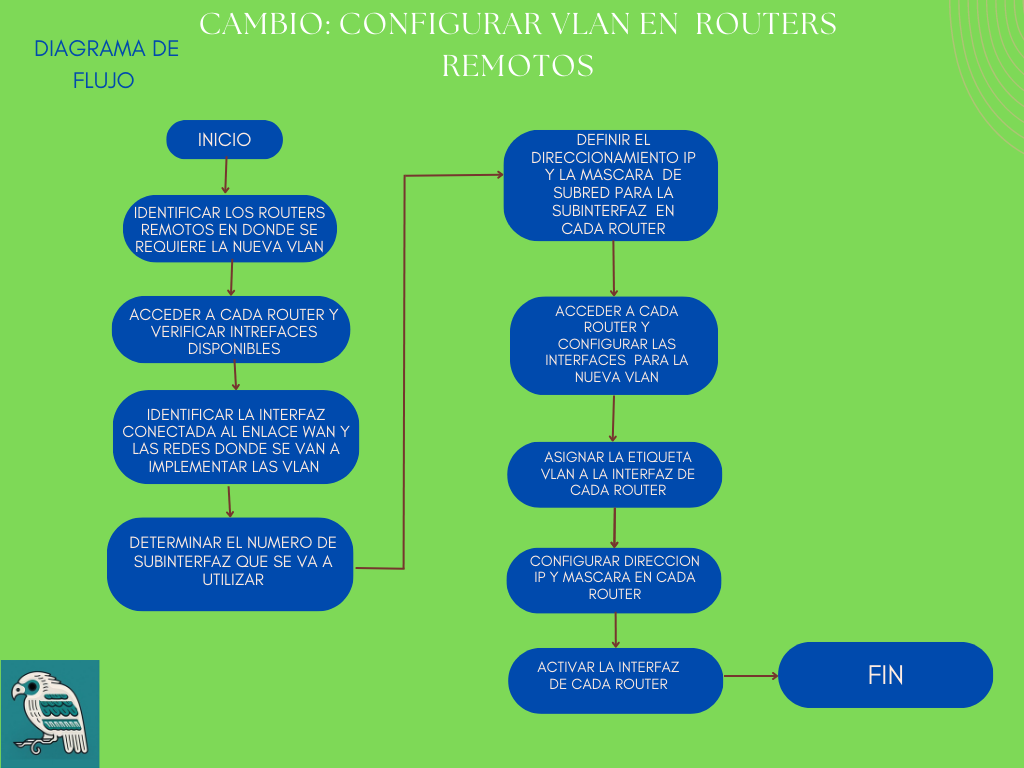 CAMBIO: CONFIGURAR VLAN EN ROUTERS
REMOTOS
DIAGRAMA DE
FLUJO
INICIO
IDENTIFICAR LOS ROUTERS
REMOTOS EN DONDE SE
REQUIERE LA NUEVA VLAN
ACCEDER A CADA ROUTER Y
VERIFICAR INTREFACES
DISPONIBLES
IDENTIFICAR LA INTERFAZ
CONECTADA AL ENLACE WAN Y
LAS REDES DONDE SE VAN A
IMPLEMENTAR LAS VLAN
DETERMINAR EL NUMERO DE
SUBINTERFAZ QUE SE VA A
UTILIZAR
DEFINIR EL
DIRECCIONAMIENTO IP
Y LA MASCARA DE
SUBRED PARA LA
SUBINTERFAZ EN
CADA ROUTER
ACCEDER A CADA
ROUTER Y
CONFIGURAR LAS
INTERFACES PARA LA
NUEVA VLAN
ASIGNAR LA ETIQUETA
VLAN A LA INTERFAZ DE
CADA ROUTER
CONFIGURAR DIRECCION
IP Y MASCARA EN CADA
ROUTER
ACTIVAR LA INTERFAZ
DE CADA ROUTER
FIN